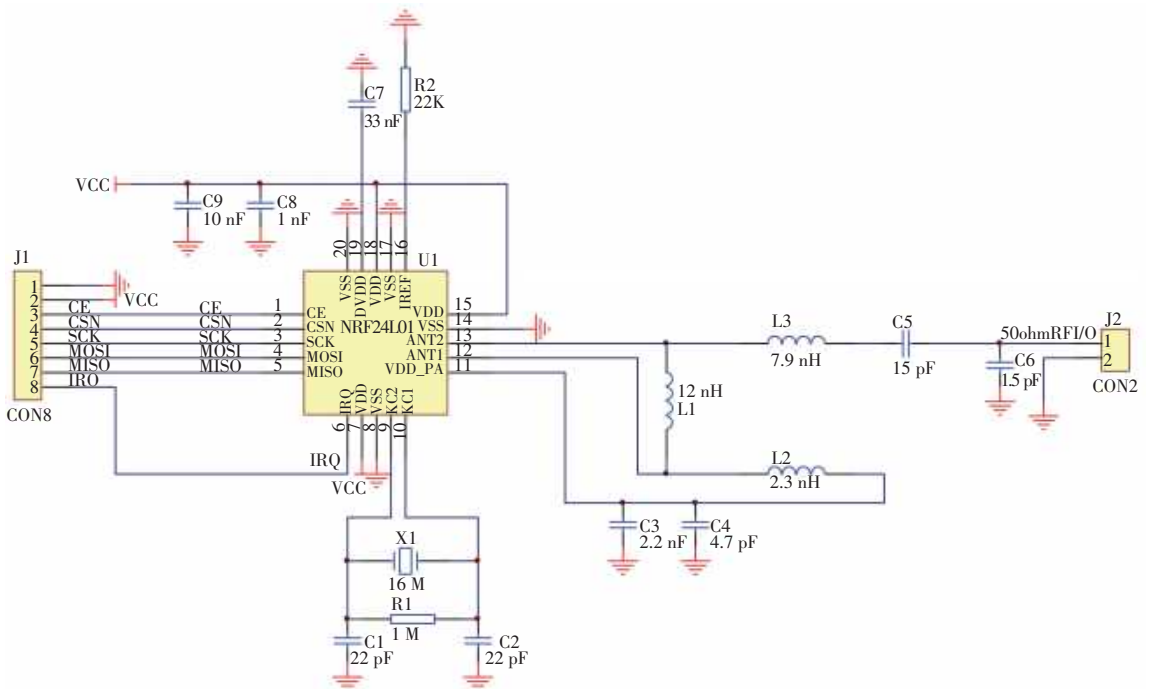 R2
22K
C7
33 nF
VCC
C9
10 nF
C8
1 nF
20
19
18
17
16
U1
VSS
DVDD
VDD
VSS
IREF
J1
1
2
3
4
5
6
7
8
CON8
VCC
CE
CSN
SCK
MOSI
MISO
IRO
CE
CSN
SCK
MOSI
MISO
1
2
3
4
5
CE
CSN
SCK
MOSI
MISO
NRF24L01
VDD
VSS
ANT2
ANT1
VDD_PA
15
14
13
12
11
IRQ
VDD
VSS
KC2
KC1
6
7
8
9
10
IRQ
VCC
L3
7.9 nH
C5
15 pF
50ohmRFI/O
J2
1
2
CON2
C6
1.5 pF
12 nH
L1
L2
2.3 nH
C3
2.2 nF
C4
4.7 pF
X1
16 M
R1
1 M
C1
22 pF
C2
22 pF